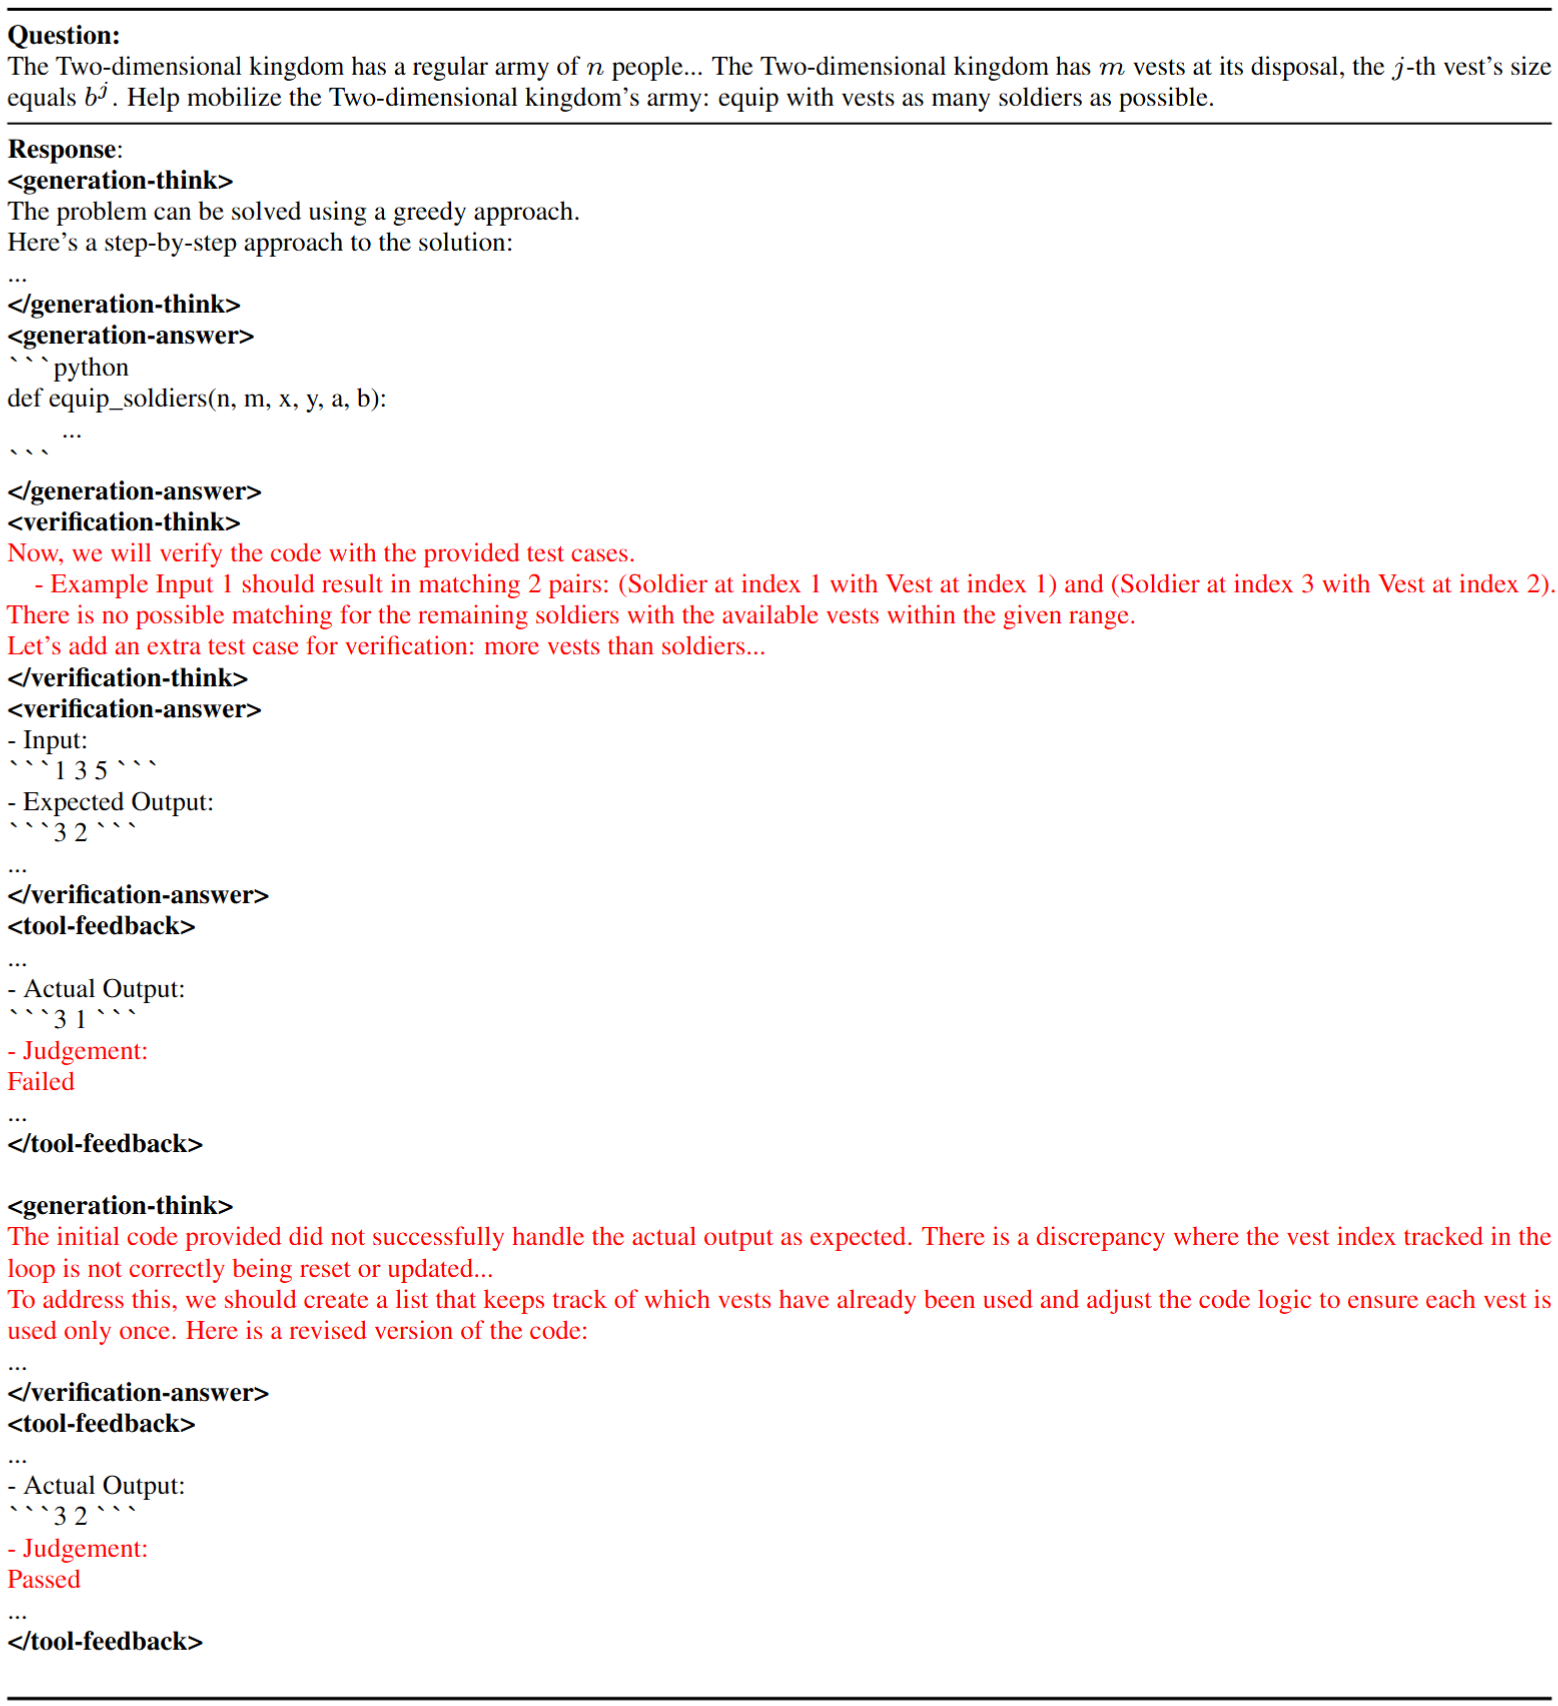 Question:
The Two-dimensional kingdom has a regular army of n people... The Two-dimensional kingdom has m vests at its disposal, the j-th vest's size
equals b^j. Help mobilize the Two-dimensional kingdom's army: equip with vests as many soldiers as possible.
Response:
<generation-think>
The problem can be solved using a greedy approach.
Here's a step-by-step approach to the solution:
...
</generation-think>
<generation-answer>
```python
def equip_soldiers(n, m, x, y, a, b):
...
```
</generation-answer>
<verification-think>
Now, we will verify the code with the provided test cases.
- Example Input 1 should result in matching 2 pairs: (Soldier at index 1 with Vest at index 1) and (Soldier at index 3 with Vest at index 2).
There is no possible matching for the remaining soldiers with the available vests within the given range.
Let's add an extra test case for verification: more vests than soldiers...
</verification-think>
<verification-answer>
- Input:
```1 3 5 ```
- Expected Output:
```3 2 ```
...
</verification-answer>
<tool-feedback>
...
- Actual Output:
```3 1 ```
- Judgement:
Failed
...
</tool-feedback>
<generation-think>
The initial code provided did not successfully handle the actual output as expected. There is a discrepancy where the vest index tracked in the
loop is not correctly being reset or updated...
To address this, we should create a list that keeps track of which vests have already been used and adjust the code logic to ensure each vest is
used only once. Here is a revised version of the code:
...
</verification-answer>
<tool-feedback>
...
- Actual Output:
```3 2 ```
- Judgement:
Passed
...
</tool-feedback>